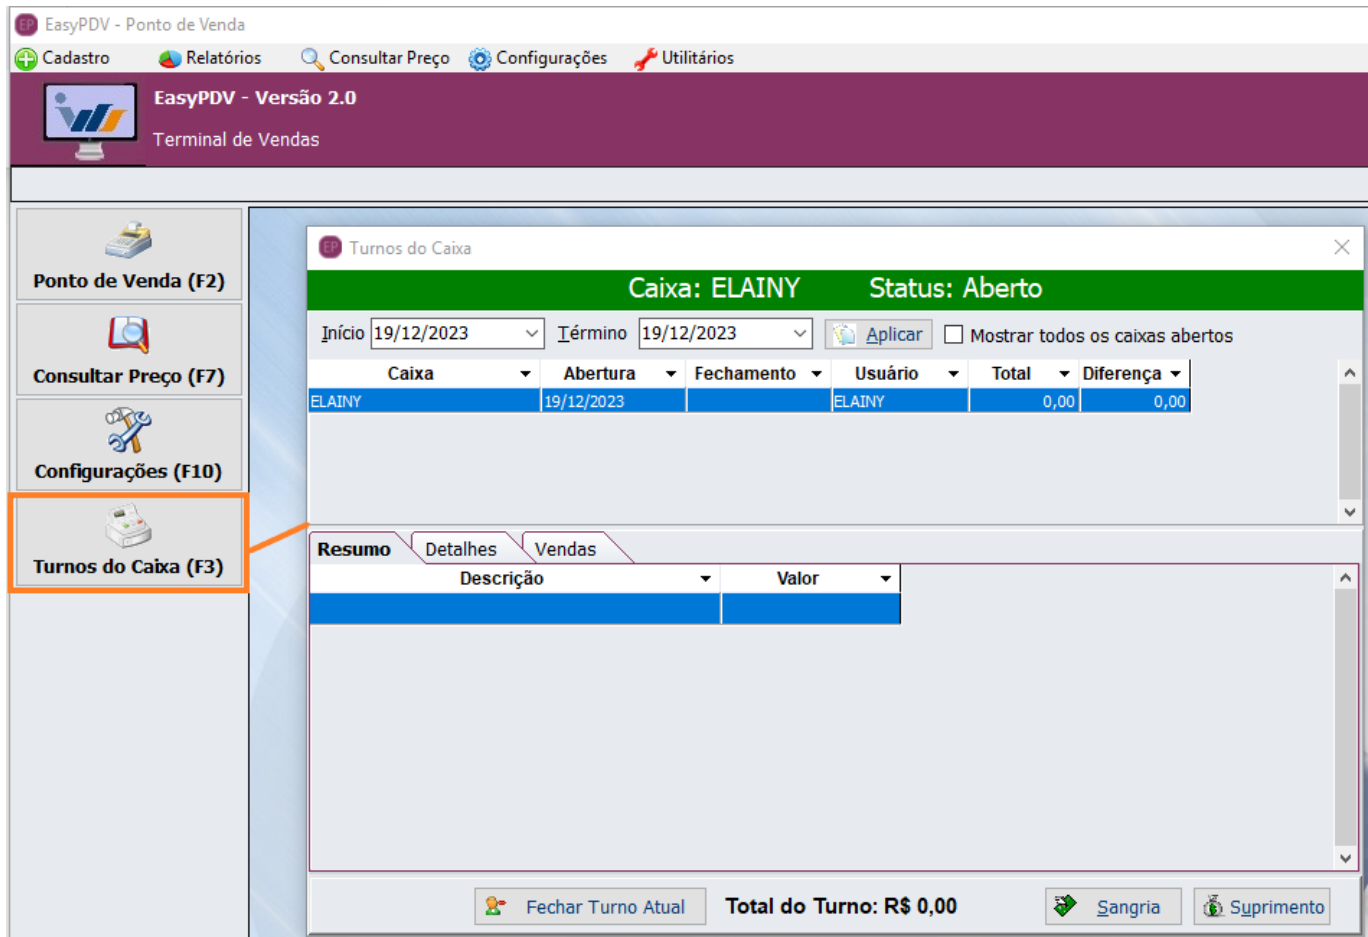 EP EasyPDV - Ponto de Venda
Cadastro Relatórios Consultar Preço Configurações Utilitários
EasyPDV - Versão 2.0
Terminal de Vendas
Ponto de Venda (F2)
Consultar Preço (F7)
Configurações (F10)
Turnos do Caixa (F3)
EP Turnos do Caixa
Caixa: ELAINY Status: Aberto
Início 19/12/2023 Término 19/12/2023 Aplicar Mostrar todos os caixas abertos
Caixa Abertura Fechamento Usuário Total Diferença
ELAINY 19/12/2023 ELAINY 0,00 0,00
Resumo Detalhes Vendas
Descrição Valor
Fechar Turno Atual Total do Turno: R$ 0,00 Sangria Suprimento